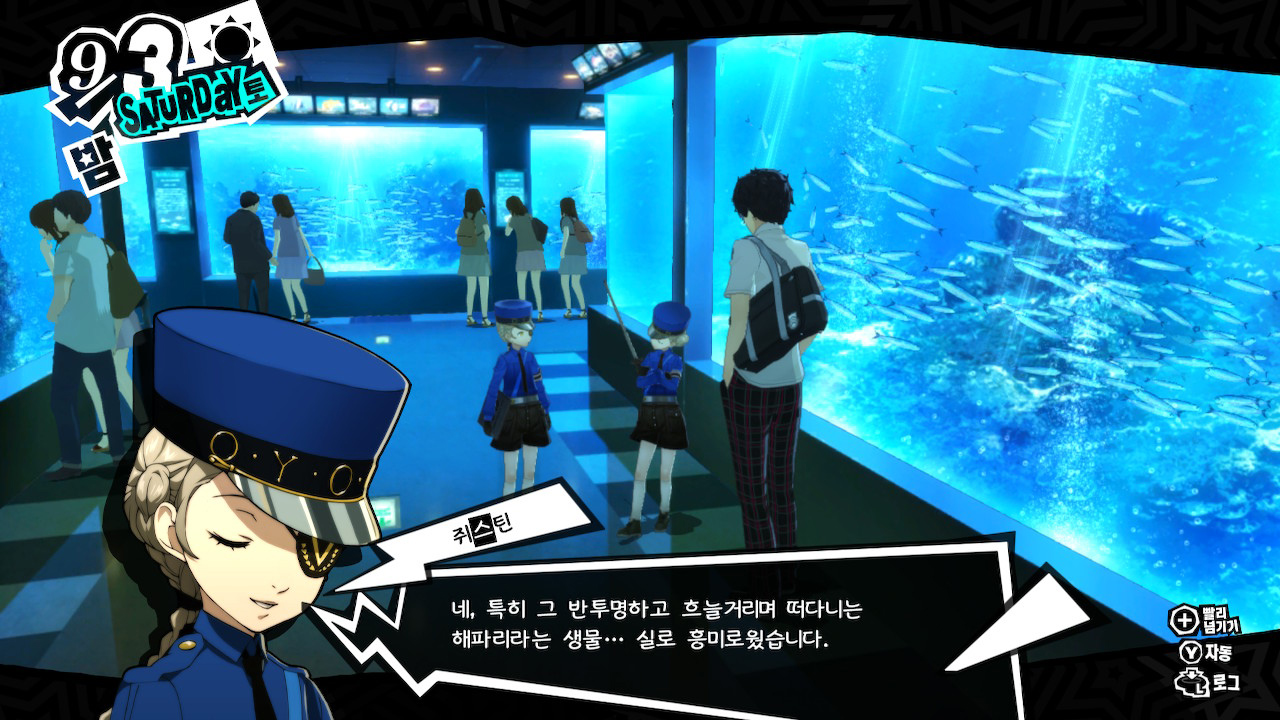 9 3
SATURDAY 토
밤
O·Y·O
쥐스틴
네, 특히 그 반투명하고 흐늘거리며 떠다니는
해파리라는 생물… 실로 흥미로웠습니다.
+ 빨리
넘기기
Y 자동
L 로그